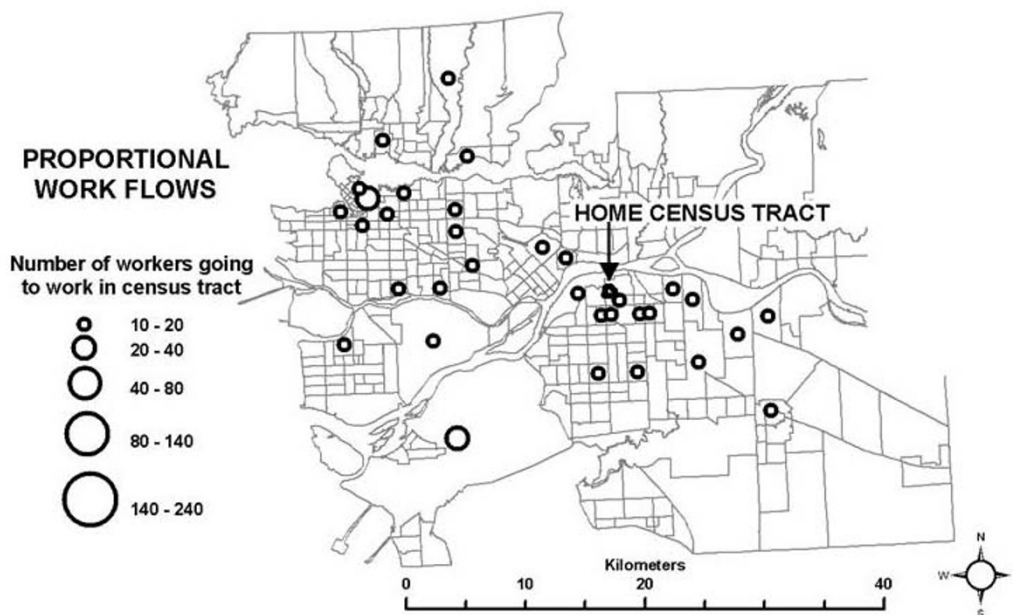 PROPORTIONAL
WORK FLOWS
HOME CENSUS TRACT
Number of workers going
to work in census tract
10 - 20
20 - 40
40 - 80
80 - 140
140 - 240
Kilometers
0 10 20 40
N
W
S